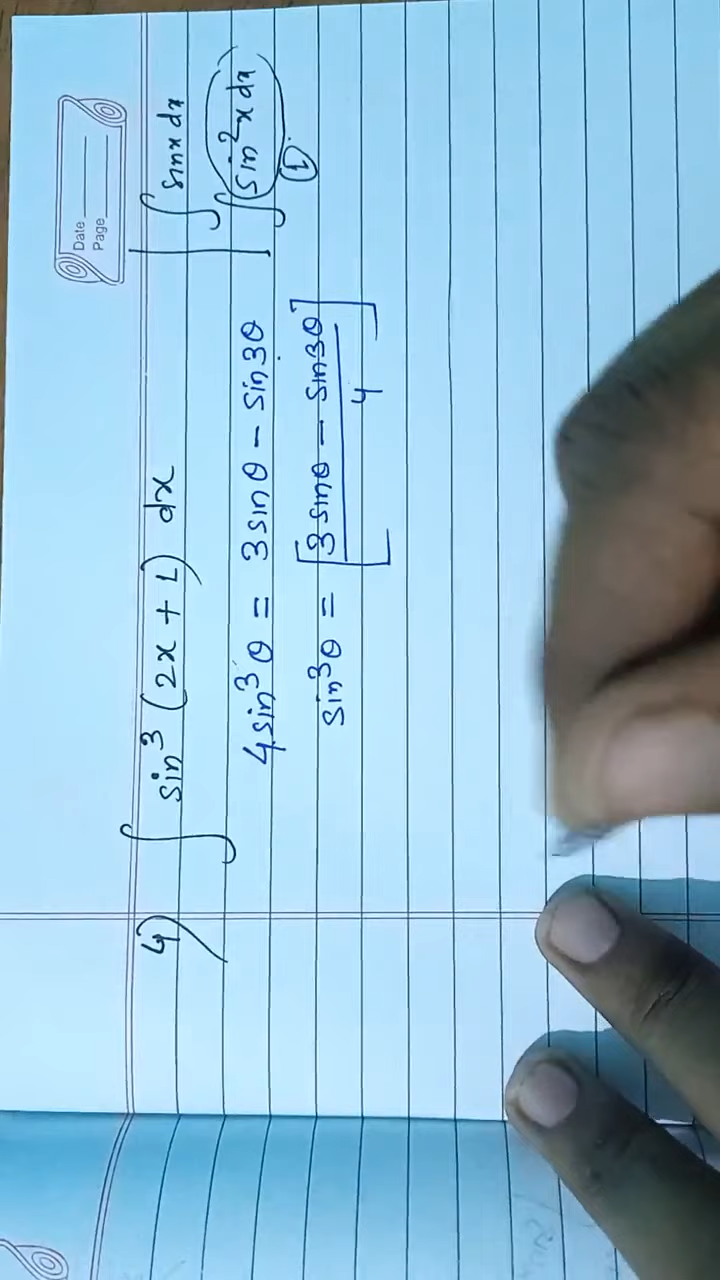 Date
Page
4) ∫ sin³ (2x + 1) dx
∫ sinx dx
∫ sin²x dx
①
4sin³θ = 3sinθ − sin3θ
sin³θ = [3sinθ − sin3θ / 4]